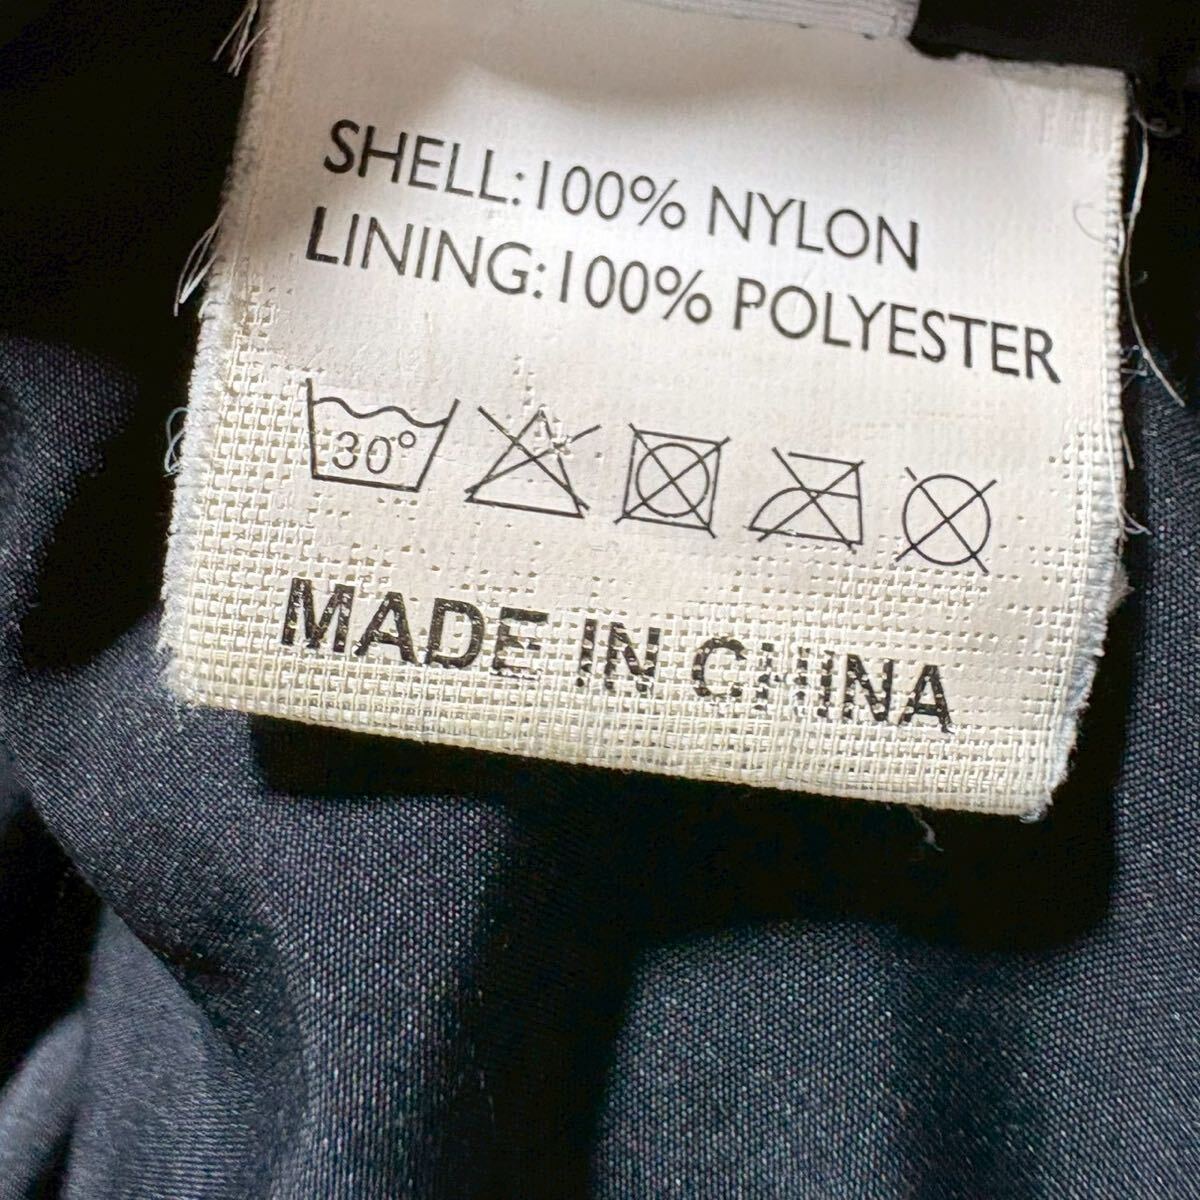 SHELL:100% NYLON
LINING:100% POLYESTER
30°
MADE IN CHINA